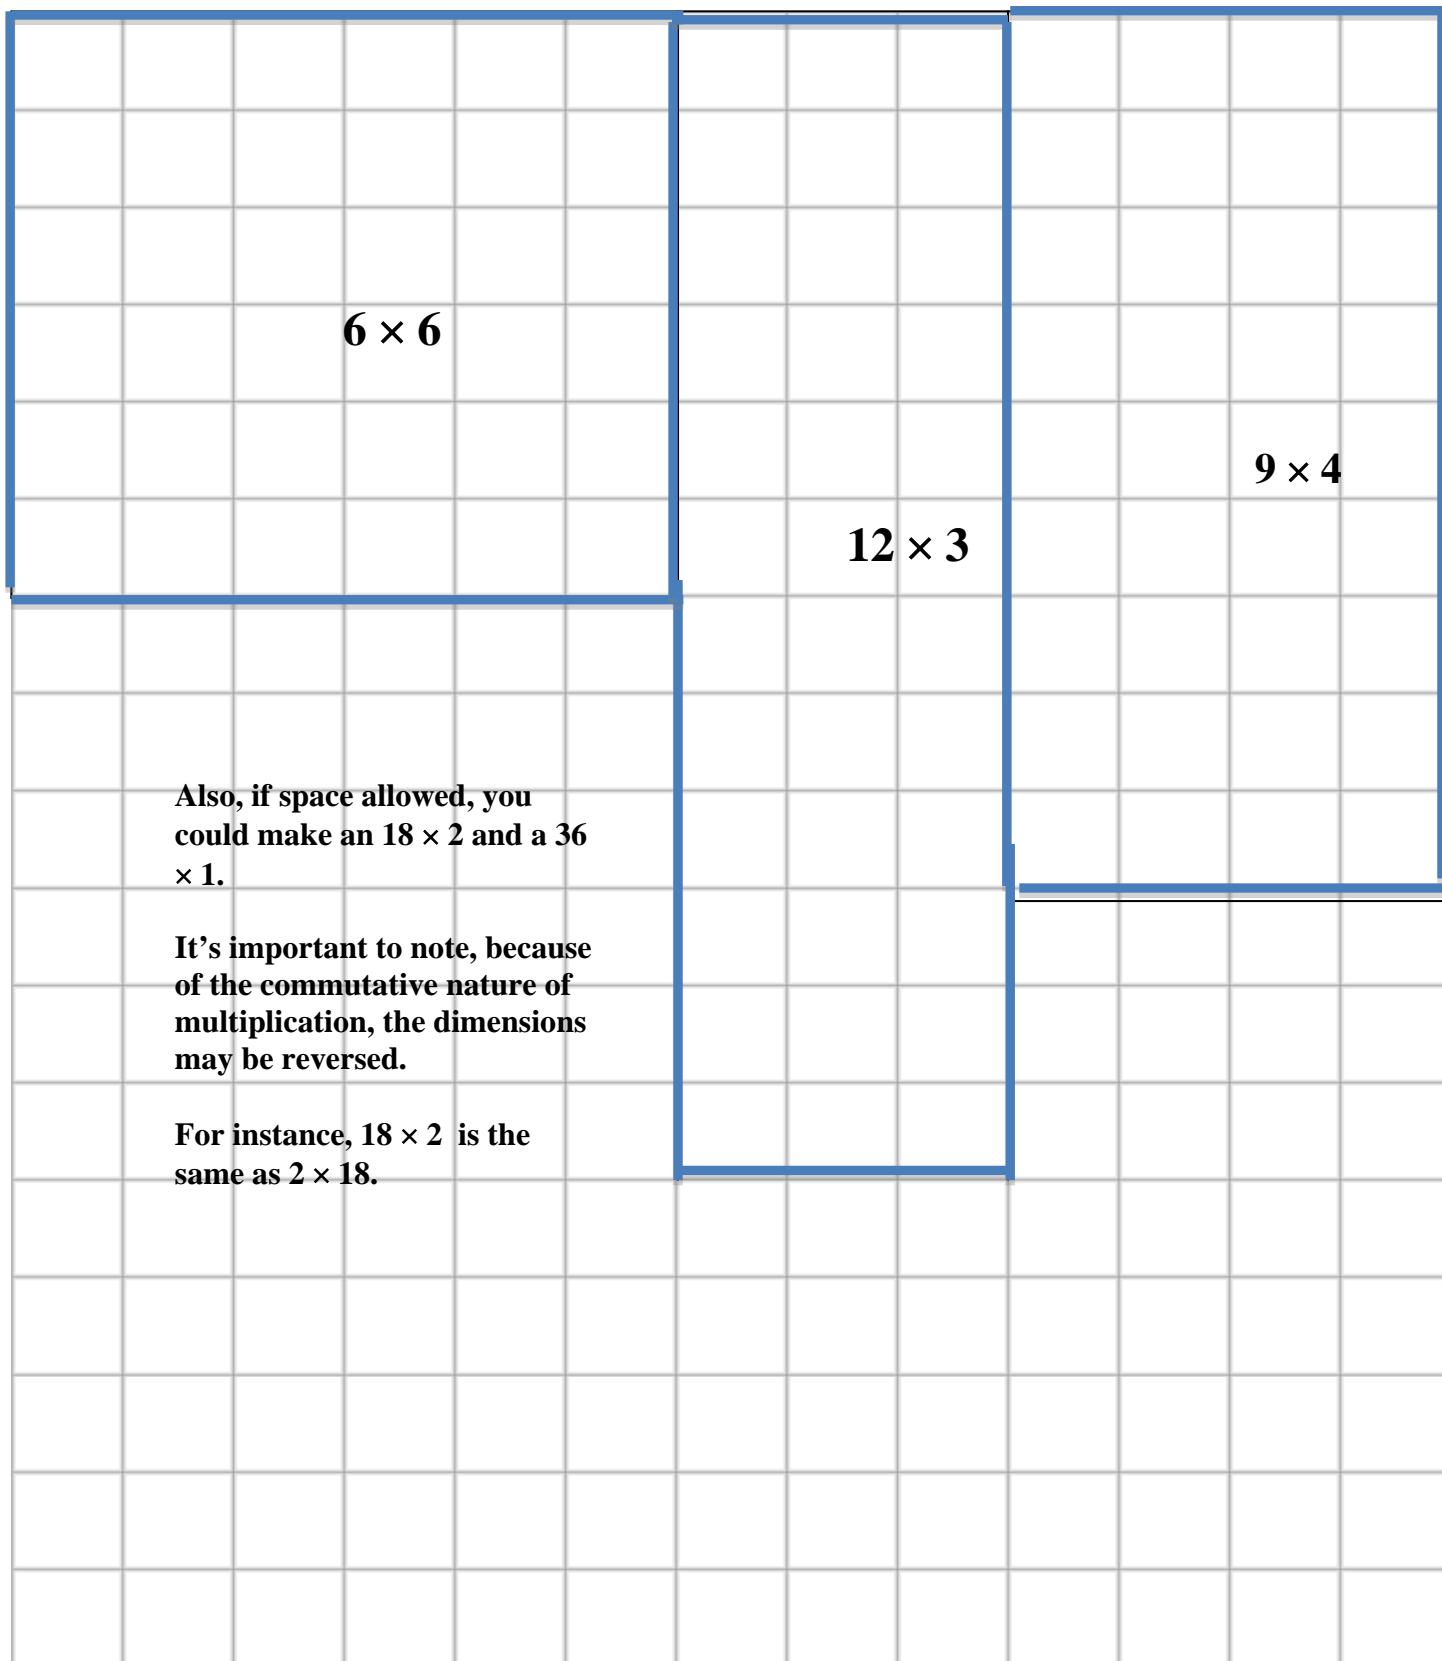 6 × 6
9 × 4
12 × 3
Also, if space allowed, you
could make an 18 × 2 and a 36
× 1.
It’s important to note, because
of the commutative nature of
multiplication, the dimensions
may be reversed.
For instance, 18 × 2  is the
same as 2 × 18.